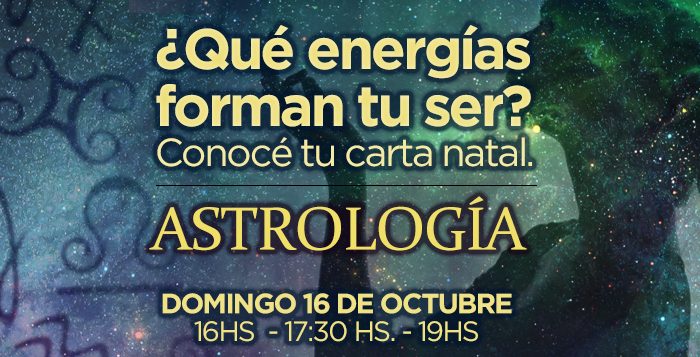 ¿Qué energías
forman tu ser?
Conocé tu carta natal.
ASTROLOGÍA
DOMINGO 16 DE OCTUBRE
16HS - 17:30 HS. - 19HS